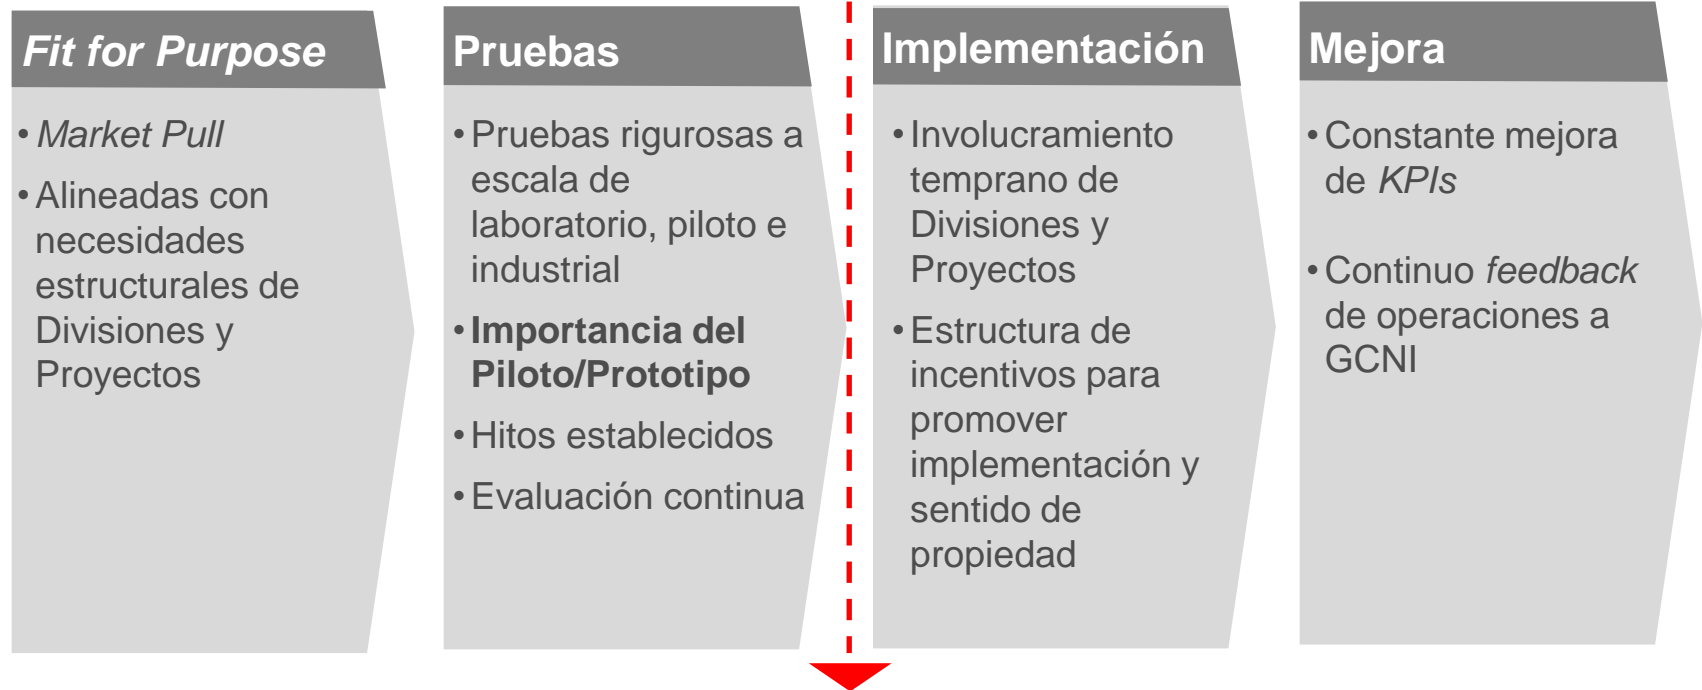 Fit for Purpose
• Market Pull
• Alineadas con
necesidades
estructurales de
Divisiones y
Proyectos
Pruebas
• Pruebas rigurosas a
escala de
laboratorio, piloto e
industrial
• Importancia del
Piloto/Prototipo
• Hitos establecidos
• Evaluación continua
Implementación
• Involucramiento
temprano de
Divisiones y
Proyectos
• Estructura de
incentivos para
promover
implementación y
sentido de
propiedad
Mejora
• Constante mejora
de KPIs
• Continuo feedback
de operaciones a
GCNI